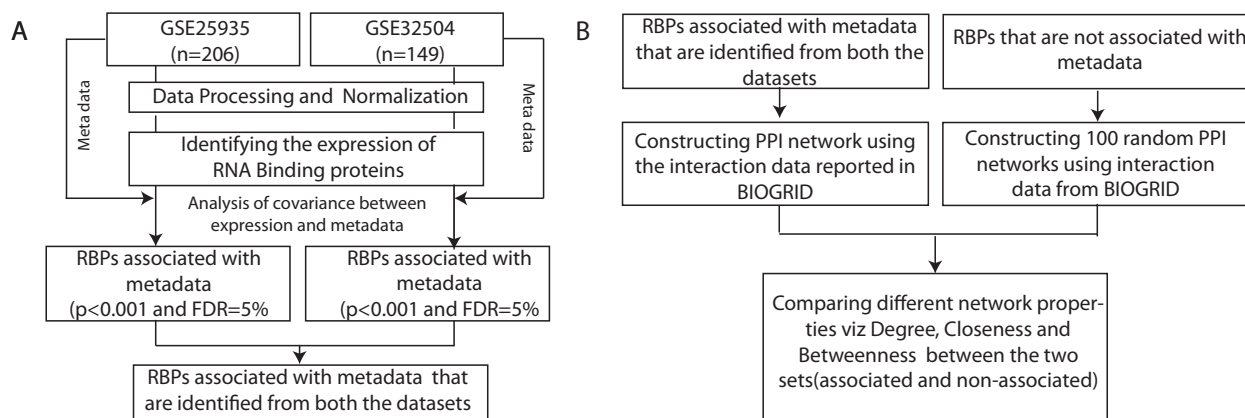 A
GSE25935
(n=206)
GSE32504
(n=149)
Meta data
Meta data
Data Processing and Normalization
Identifying the expression of
RNA Binding proteins
Analysis of covariance between
expression and metadata
RBPs associated with
metadata
(p<0.001 and FDR=5%
RBPs associated with
metadata
(p<0.001 and FDR=5%
RBPs associated with metadata that
are identified from both the datasets
B
RBPs associated with metadata
that are identified from both the
datasets
RBPs that are not associated with
metadata
Constructing PPI network using
the interaction data reported in
BIOGRID
Constructing 100 random PPI
networks using interaction
data from BIOGRID
Comparing different network proper-
ties viz Degree, Closeness and
Betweenness between the two
sets(associated and non-associated)